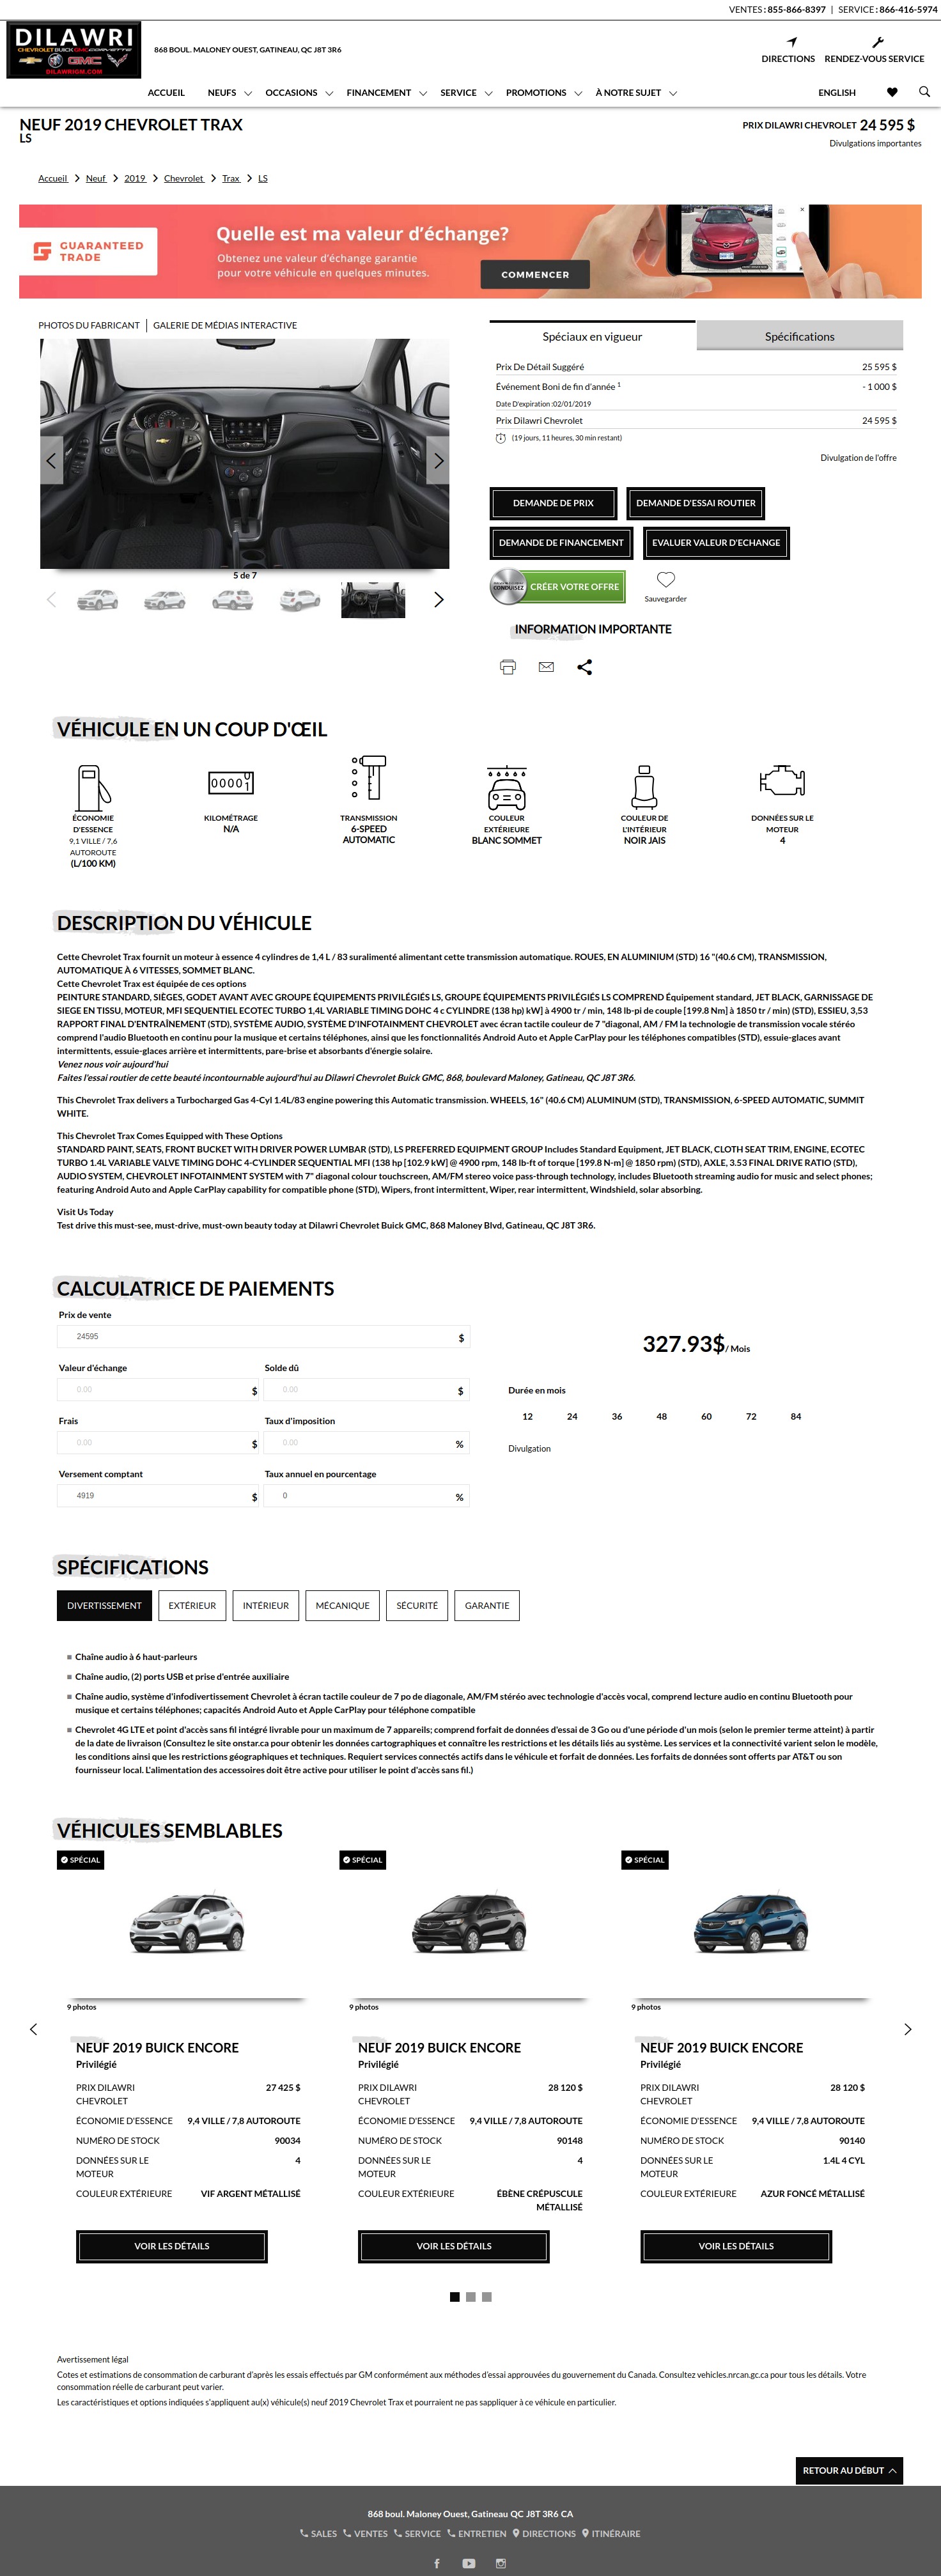 VENTES : 855-866-8397 | SERVICE : 866-416-5974
DILAWRI
CHEVROLET BUICK GMC CORVETTE
GMC
DILAWRIGM.COM
868 BOUL. MALONEY OUEST, GATINEAU, QC J8T 3R6
DIRECTIONS RENDEZ-VOUS SERVICE
ACCUEIL NEUFS OCCASIONS FINANCEMENT SERVICE PROMOTIONS À NOTRE SUJET ENGLISH
NEUF 2019 CHEVROLET TRAX
LS
PRIX DILAWRI CHEVROLET 24 595 $
Divulgations importantes
Accueil Neuf 2019 Chevrolet Trax LS
GUARANTEED
TRADE
Quelle est ma valeur d'échange?
Obtenez une valeur d'échange garantie
pour votre véhicule en quelques minutes.
COMMENCER
PHOTOS DU FABRICANT | GALERIE DE MÉDIAS INTERACTIVE
5 de 7
Spéciaux en vigueur Spécifications
Prix De Détail Suggéré 25 595 $
Événement Boni de fin d'année 1 - 1 000 $
Date D'expiration :02/01/2019
Prix Dilawri Chevrolet 24 595 $
(19 jours, 11 heures, 30 min restant)
Divulgation de l'offre
DEMANDE DE PRIX DEMANDE D'ESSAI ROUTIER
DEMANDE DE FINANCEMENT EVALUER VALEUR D'ECHANGE
CONDUISEZ CRÉER VOTRE OFFRE
Sauvegarder
INFORMATION IMPORTANTE
VÉHICULE EN UN COUP D'ŒIL
ÉCONOMIE
D'ESSENCE
9,1 VILLE / 7,6
AUTOROUTE
(L/100 KM)
KILOMÉTRAGE
N/A
TRANSMISSION
6-SPEED
AUTOMATIC
COULEUR
EXTÉRIEURE
BLANC SOMMET
COULEUR DE
L'INTÉRIEUR
NOIR JAIS
DONNÉES SUR LE
MOTEUR
4
DESCRIPTION DU VÉHICULE
Cette Chevrolet Trax fournit un moteur à essence 4 cylindres de 1,4 L / 83 suralimenté alimentant cette transmission automatique. ROUES, EN ALUMINIUM (STD) 16 "(40.6 CM), TRANSMISSION,
AUTOMATIQUE À 6 VITESSES, SOMMET BLANC.
Cette Chevrolet Trax est équipée de ces options
PEINTURE STANDARD, SIÈGES, GODET AVANT AVEC GROUPE ÉQUIPEMENTS PRIVILÉGIÉS LS, GROUPE ÉQUIPEMENTS PRIVILÉGIÉS LS COMPREND Équipement standard, JET BLACK, GARNISSAGE DE
SIEGE EN TISSU, MOTEUR, MFI SEQUENTIEL ECOTEC TURBO 1,4L VARIABLE TIMING DOHC 4 c CYLINDRE (138 hp) kW] à 4900 tr / min, 148 lb-pi de couple [199.8 Nm] à 1850 tr / min) (STD), ESSIEU, 3,53
RAPPORT FINAL D'ENTRAÎNEMENT (STD), SYSTÈME AUDIO, SYSTÈME D'INFOTAINMENT CHEVROLET avec écran tactile couleur de 7 "diagonal, AM / FM la technologie de transmission vocale stéréo
comprend l'audio Bluetooth en continu pour la musique et certains téléphones, ainsi que les fonctionnalités Android Auto et Apple CarPlay pour les téléphones compatibles (STD), essuie-glaces avant
intermittents, essuie-glaces arrière et intermittents, pare-brise et absorbants d'énergie solaire.
Venez nous voir aujourd'hui
Faites l'essai routier de cette beauté incontournable aujourd'hui au Dilawri Chevrolet Buick GMC, 868, boulevard Maloney, Gatineau, QC J8T 3R6.
This Chevrolet Trax delivers a Turbocharged Gas 4-Cyl 1.4L/83 engine powering this Automatic transmission. WHEELS, 16" (40.6 CM) ALUMINUM (STD), TRANSMISSION, 6-SPEED AUTOMATIC, SUMMIT
WHITE.
This Chevrolet Trax Comes Equipped with These Options
STANDARD PAINT, SEATS, FRONT BUCKET WITH DRIVER POWER LUMBAR (STD), LS PREFERRED EQUIPMENT GROUP Includes Standard Equipment, JET BLACK, CLOTH SEAT TRIM, ENGINE, ECOTEC
TURBO 1.4L VARIABLE VALVE TIMING DOHC 4-CYLINDER SEQUENTIAL MFI (138 hp [102.9 kW] @ 4900 rpm, 148 lb-ft of torque [199.8 N-m] @ 1850 rpm) (STD), AXLE, 3.53 FINAL DRIVE RATIO (STD),
AUDIO SYSTEM, CHEVROLET INFOTAINMENT SYSTEM with 7" diagonal colour touchscreen, AM/FM stereo voice pass-through technology, includes Bluetooth streaming audio for music and select phones;
featuring Android Auto and Apple CarPlay capability for compatible phone (STD), Wipers, front intermittent, Wiper, rear intermittent, Windshield, solar absorbing.
Visit Us Today
Test drive this must-see, must-drive, must-own beauty today at Dilawri Chevrolet Buick GMC, 868 Maloney Blvd, Gatineau, QC J8T 3R6.
CALCULATRICE DE PAIEMENTS
Prix de vente
24595 $
Valeur d'échange Solde dû
0.00 $ 0.00 $
Frais Taux d'imposition
0.00 $ 0.00 %
Versement comptant Taux annuel en pourcentage
4919 $ 0 %
327.93$ / Mois
Durée en mois
12 24 36 48 60 72 84
Divulgation
SPÉCIFICATIONS
DIVERTISSEMENT EXTÉRIEUR INTÉRIEUR MÉCANIQUE SÉCURITÉ GARANTIE
Chaîne audio à 6 haut-parleurs
Chaîne audio, (2) ports USB et prise d'entrée auxiliaire
Chaîne audio, système d'infodivertissement Chevrolet à écran tactile couleur de 7 po de diagonale, AM/FM stéréo avec technologie d'accès vocal, comprend lecture audio en continu Bluetooth pour
musique et certains téléphones; capacités Android Auto et Apple CarPlay pour téléphone compatible
Chevrolet 4G LTE et point d'accès sans fil intégré livrable pour un maximum de 7 appareils; comprend forfait de données d'essai de 3 Go ou d'une période d'un mois (selon le premier terme atteint) à partir
de la date de livraison (Consultez le site onstar.ca pour obtenir les données cartographiques et connaître les restrictions et les détails liés au système. Les services et la connectivité varient selon le modèle,
les conditions ainsi que les restrictions géographiques et techniques. Requiert services connectés actifs dans le véhicule et forfait de données. Les forfaits de données sont offerts par AT&T ou son
fournisseur local. L'alimentation des accessoires doit être active pour utiliser le point d'accès sans fil.)
VÉHICULES SEMBLABLES
SPÉCIAL SPÉCIAL SPÉCIAL
9 photos 9 photos 9 photos
NEUF 2019 BUICK ENCORE
Privilégié
PRIX DILAWRI 27 425 $
CHEVROLET
ÉCONOMIE D'ESSENCE 9,4 VILLE / 7,8 AUTOROUTE
NUMÉRO DE STOCK 90034
DONNÉES SUR LE 4
MOTEUR
COULEUR EXTÉRIEURE VIF ARGENT MÉTALLISÉ
VOIR LES DÉTAILS
NEUF 2019 BUICK ENCORE
Privilégié
PRIX DILAWRI 28 120 $
CHEVROLET
ÉCONOMIE D'ESSENCE 9,4 VILLE / 7,8 AUTOROUTE
NUMÉRO DE STOCK 90148
DONNÉES SUR LE 4
MOTEUR
COULEUR EXTÉRIEURE ÉBÈNE CRÉPUSCULE
MÉTALLISÉ
VOIR LES DÉTAILS
NEUF 2019 BUICK ENCORE
Privilégié
PRIX DILAWRI 28 120 $
CHEVROLET
ÉCONOMIE D'ESSENCE 9,4 VILLE / 7,8 AUTOROUTE
NUMÉRO DE STOCK 90140
DONNÉES SUR LE 1.4L 4 CYL
MOTEUR
COULEUR EXTÉRIEURE AZUR FONCÉ MÉTALLISÉ
VOIR LES DÉTAILS
Avertissement légal
Cotes et estimations de consommation de carburant d'après les essais effectués par GM conformément aux méthodes d'essai approuvées du gouvernement du Canada. Consultez vehicles.nrcan.gc.ca pour tous les détails. Votre
consommation réelle de carburant peut varier.
Les caractéristiques et options indiquées s'appliquent au(x) véhicule(s) neuf 2019 Chevrolet Trax et pourraient ne pas sappliquer à ce véhicule en particulier.
RETOUR AU DÉBUT
868 boul. Maloney Ouest, Gatineau QC J8T 3R6 CA
SALES VENTES SERVICE ENTRETIEN DIRECTIONS ITINÉRAIRE